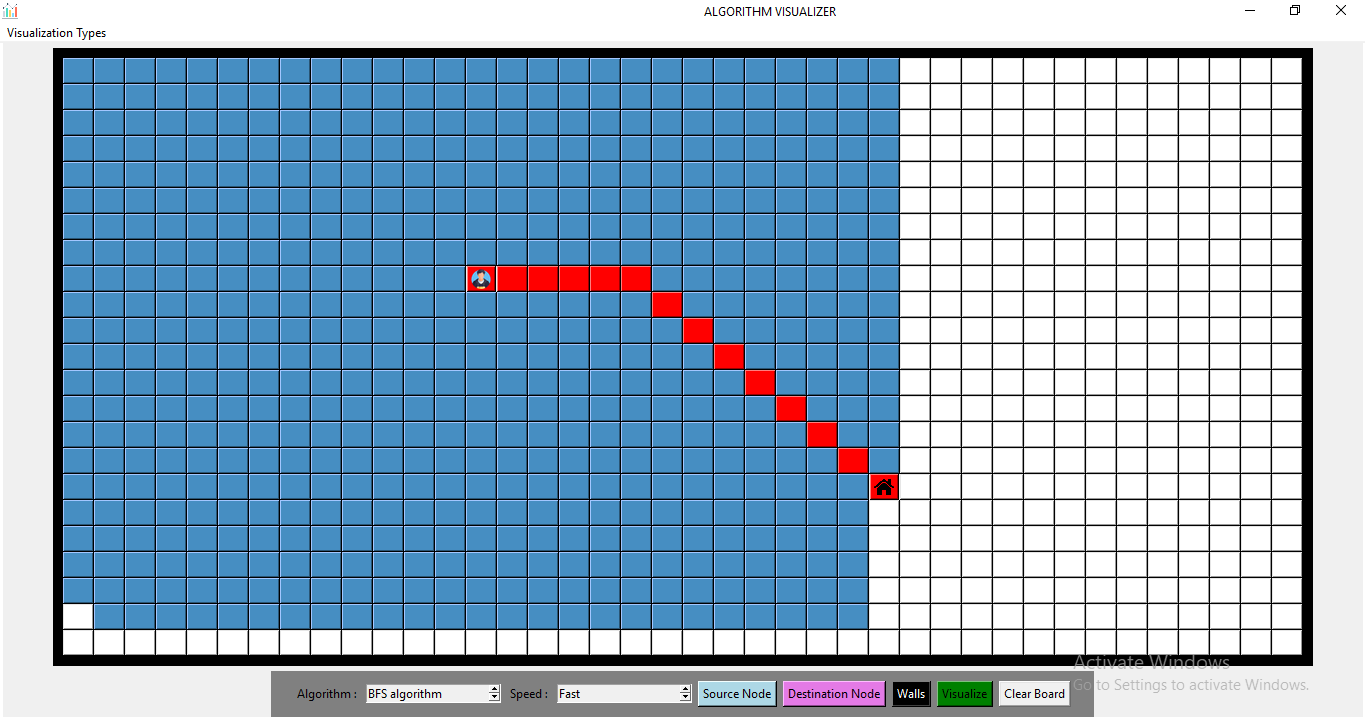 ALGORITHM VISUALIZER
Visualization Types
Activate Windows
Go to Settings to activate Windows.
Algorithm : BFS algorithm Speed : Fast Source Node Destination Node Walls Visualize Clear Board